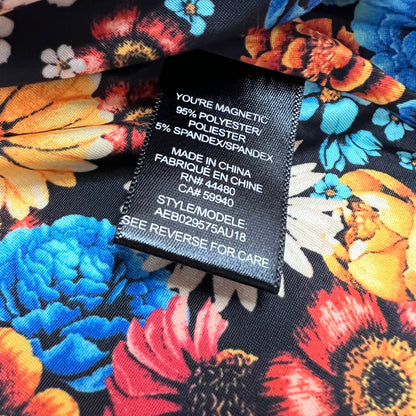 YOU'RE MAGNETIC
95% POLYESTER/
POLIESTER
5% SPANDEX/SPANDEX
MADE IN CHINA
FABRIQUÉ EN CHINE
RN# 44480
CA# 59940
STYLE/MODELE.
AEB029575AU18
SEE REVERSE FOR CARE